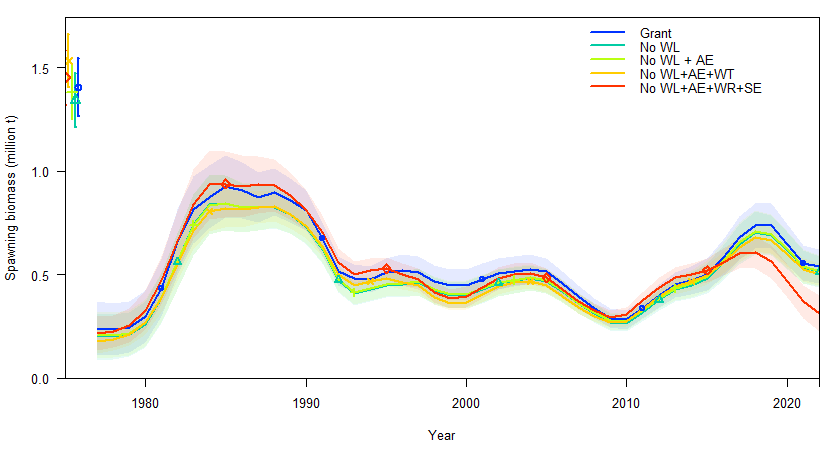 Grant
No WL
No WL + AE
No WL+AE+WT
No WL+AE+WR+SE
1.5
1.0
0.5
0.0
Spawning biomass (million t)
1980 1990 2000 2010 2020
Year